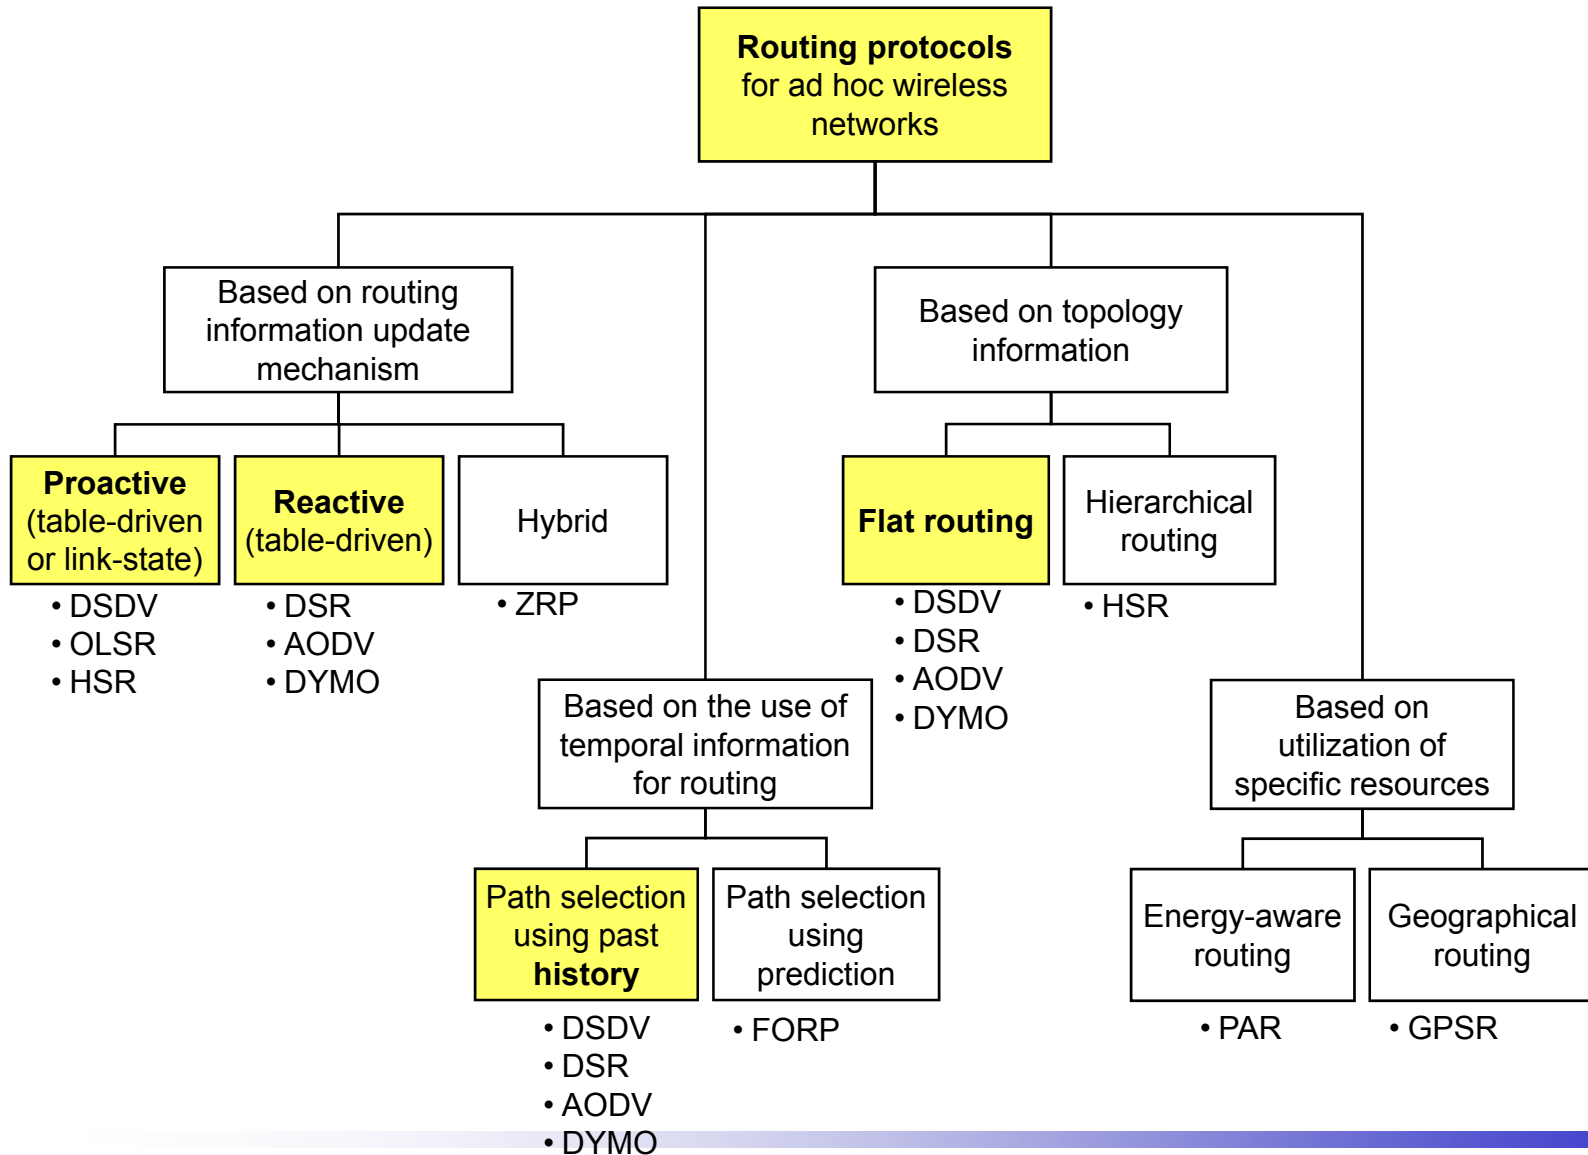 Routing protocols
for ad hoc wireless
networks
Based on routing
information update
mechanism
Based on topology
information
Proactive
(table-driven
or link-state)
• DSDV
• OLSR
• HSR
Reactive
(table-driven)
• DSR
• AODV
• DYMO
Hybrid
• ZRP
Flat routing
• DSDV
• DSR
• AODV
• DYMO
Hierarchical
routing
• HSR
Based on the use of
temporal information
for routing
Based on
utilization of
specific resources
Path selection
using past
history
• DSDV
• DSR
• AODV
• DYMO
Path selection
using
prediction
• FORP
Energy-aware
routing
• PAR
Geographical
routing
• GPSR